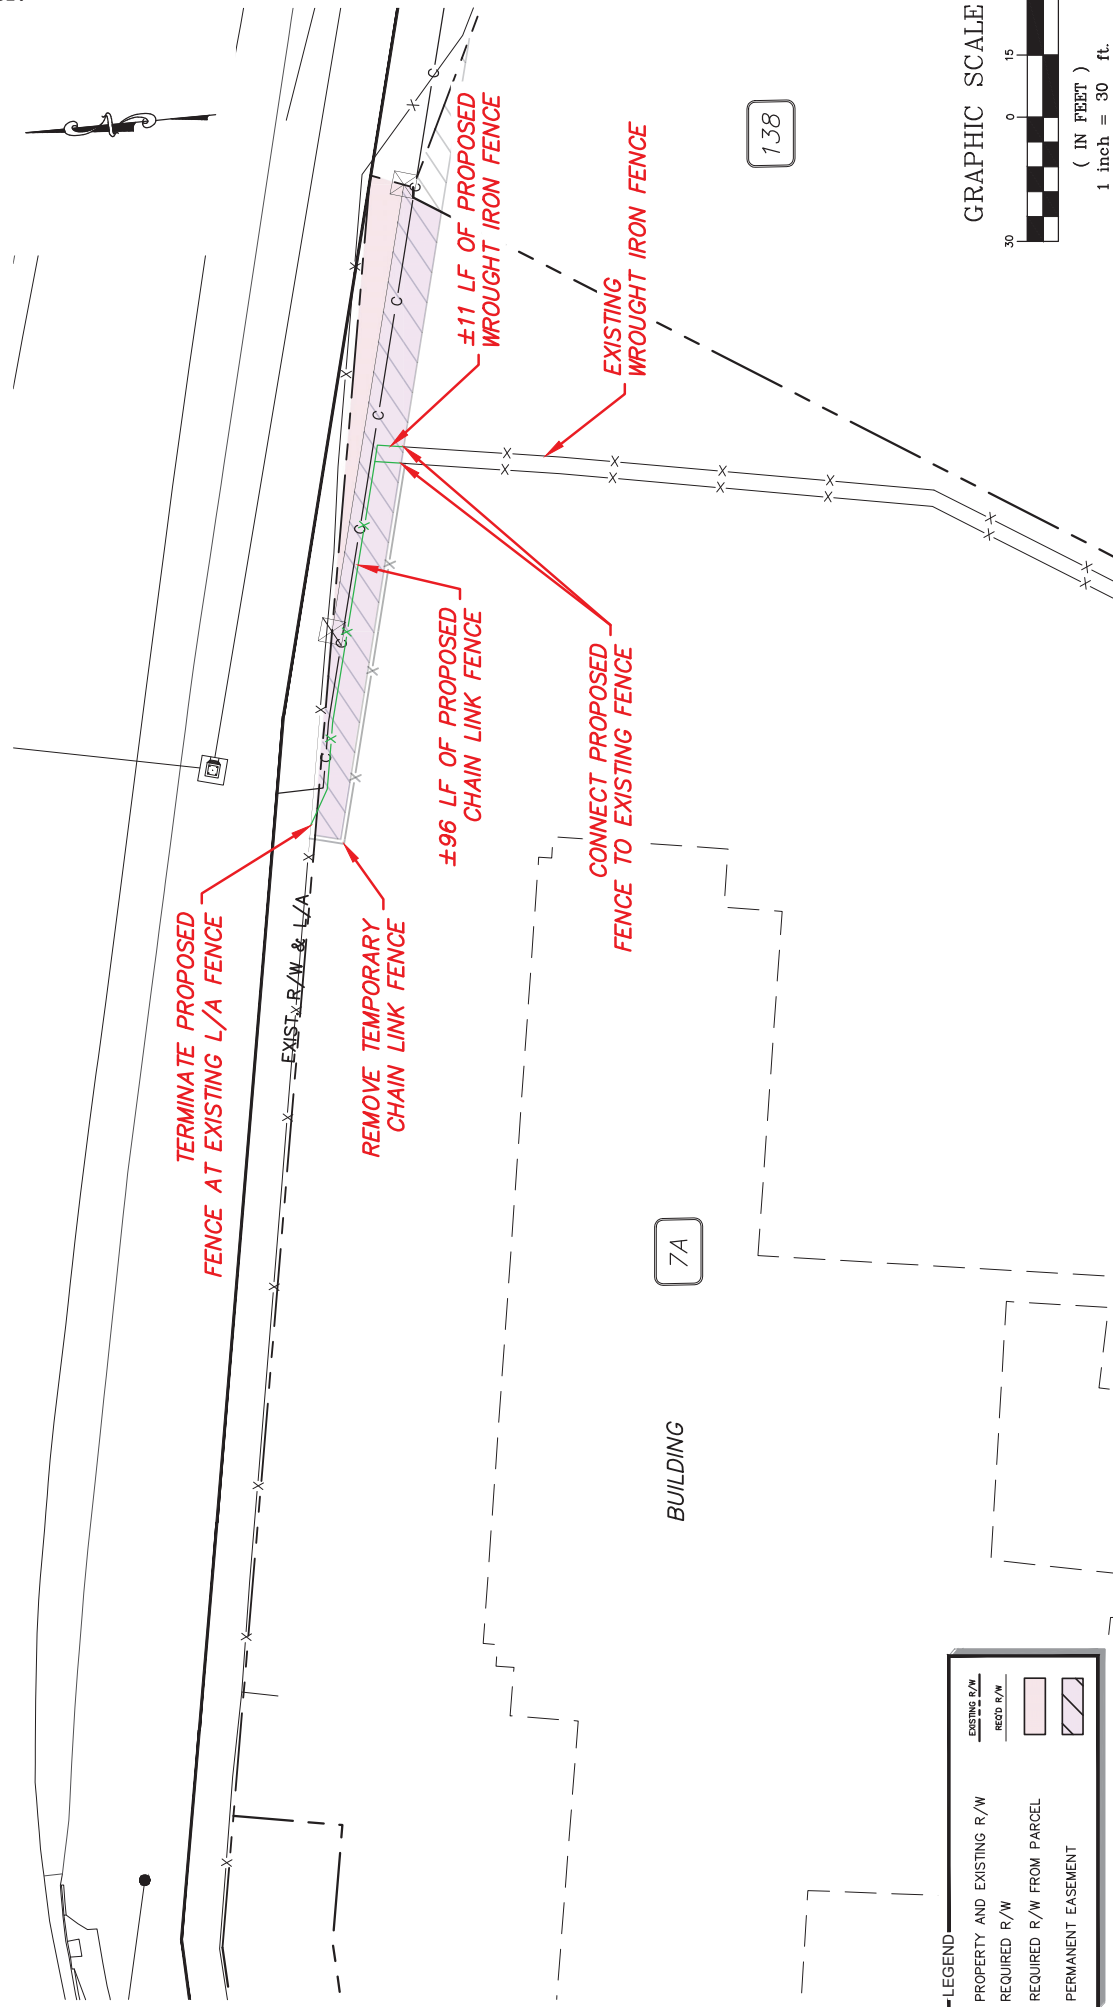 TERMINATE PROPOSED
FENCE AT EXISTING L/A FENCE
EXIST. R/W & L/A
REMOVE TEMPORARY
CHAIN LINK FENCE
±96 LF OF PROPOSED
CHAIN LINK FENCE
±11 LF OF PROPOSED
WROUGHT IRON FENCE
CONNECT PROPOSED
FENCE TO EXISTING FENCE
EXISTING
WROUGHT IRON FENCE
138
7A
BUILDING
GRAPHIC SCALE
30
0
15
( IN FEET )
1 inch = 30 ft.
LEGEND
PROPERTY AND EXISTING R/W
EXISTING R/W
REQUIRED R/W
REQ'D R/W
REQUIRED R/W FROM PARCEL
PERMANENT EASEMENT